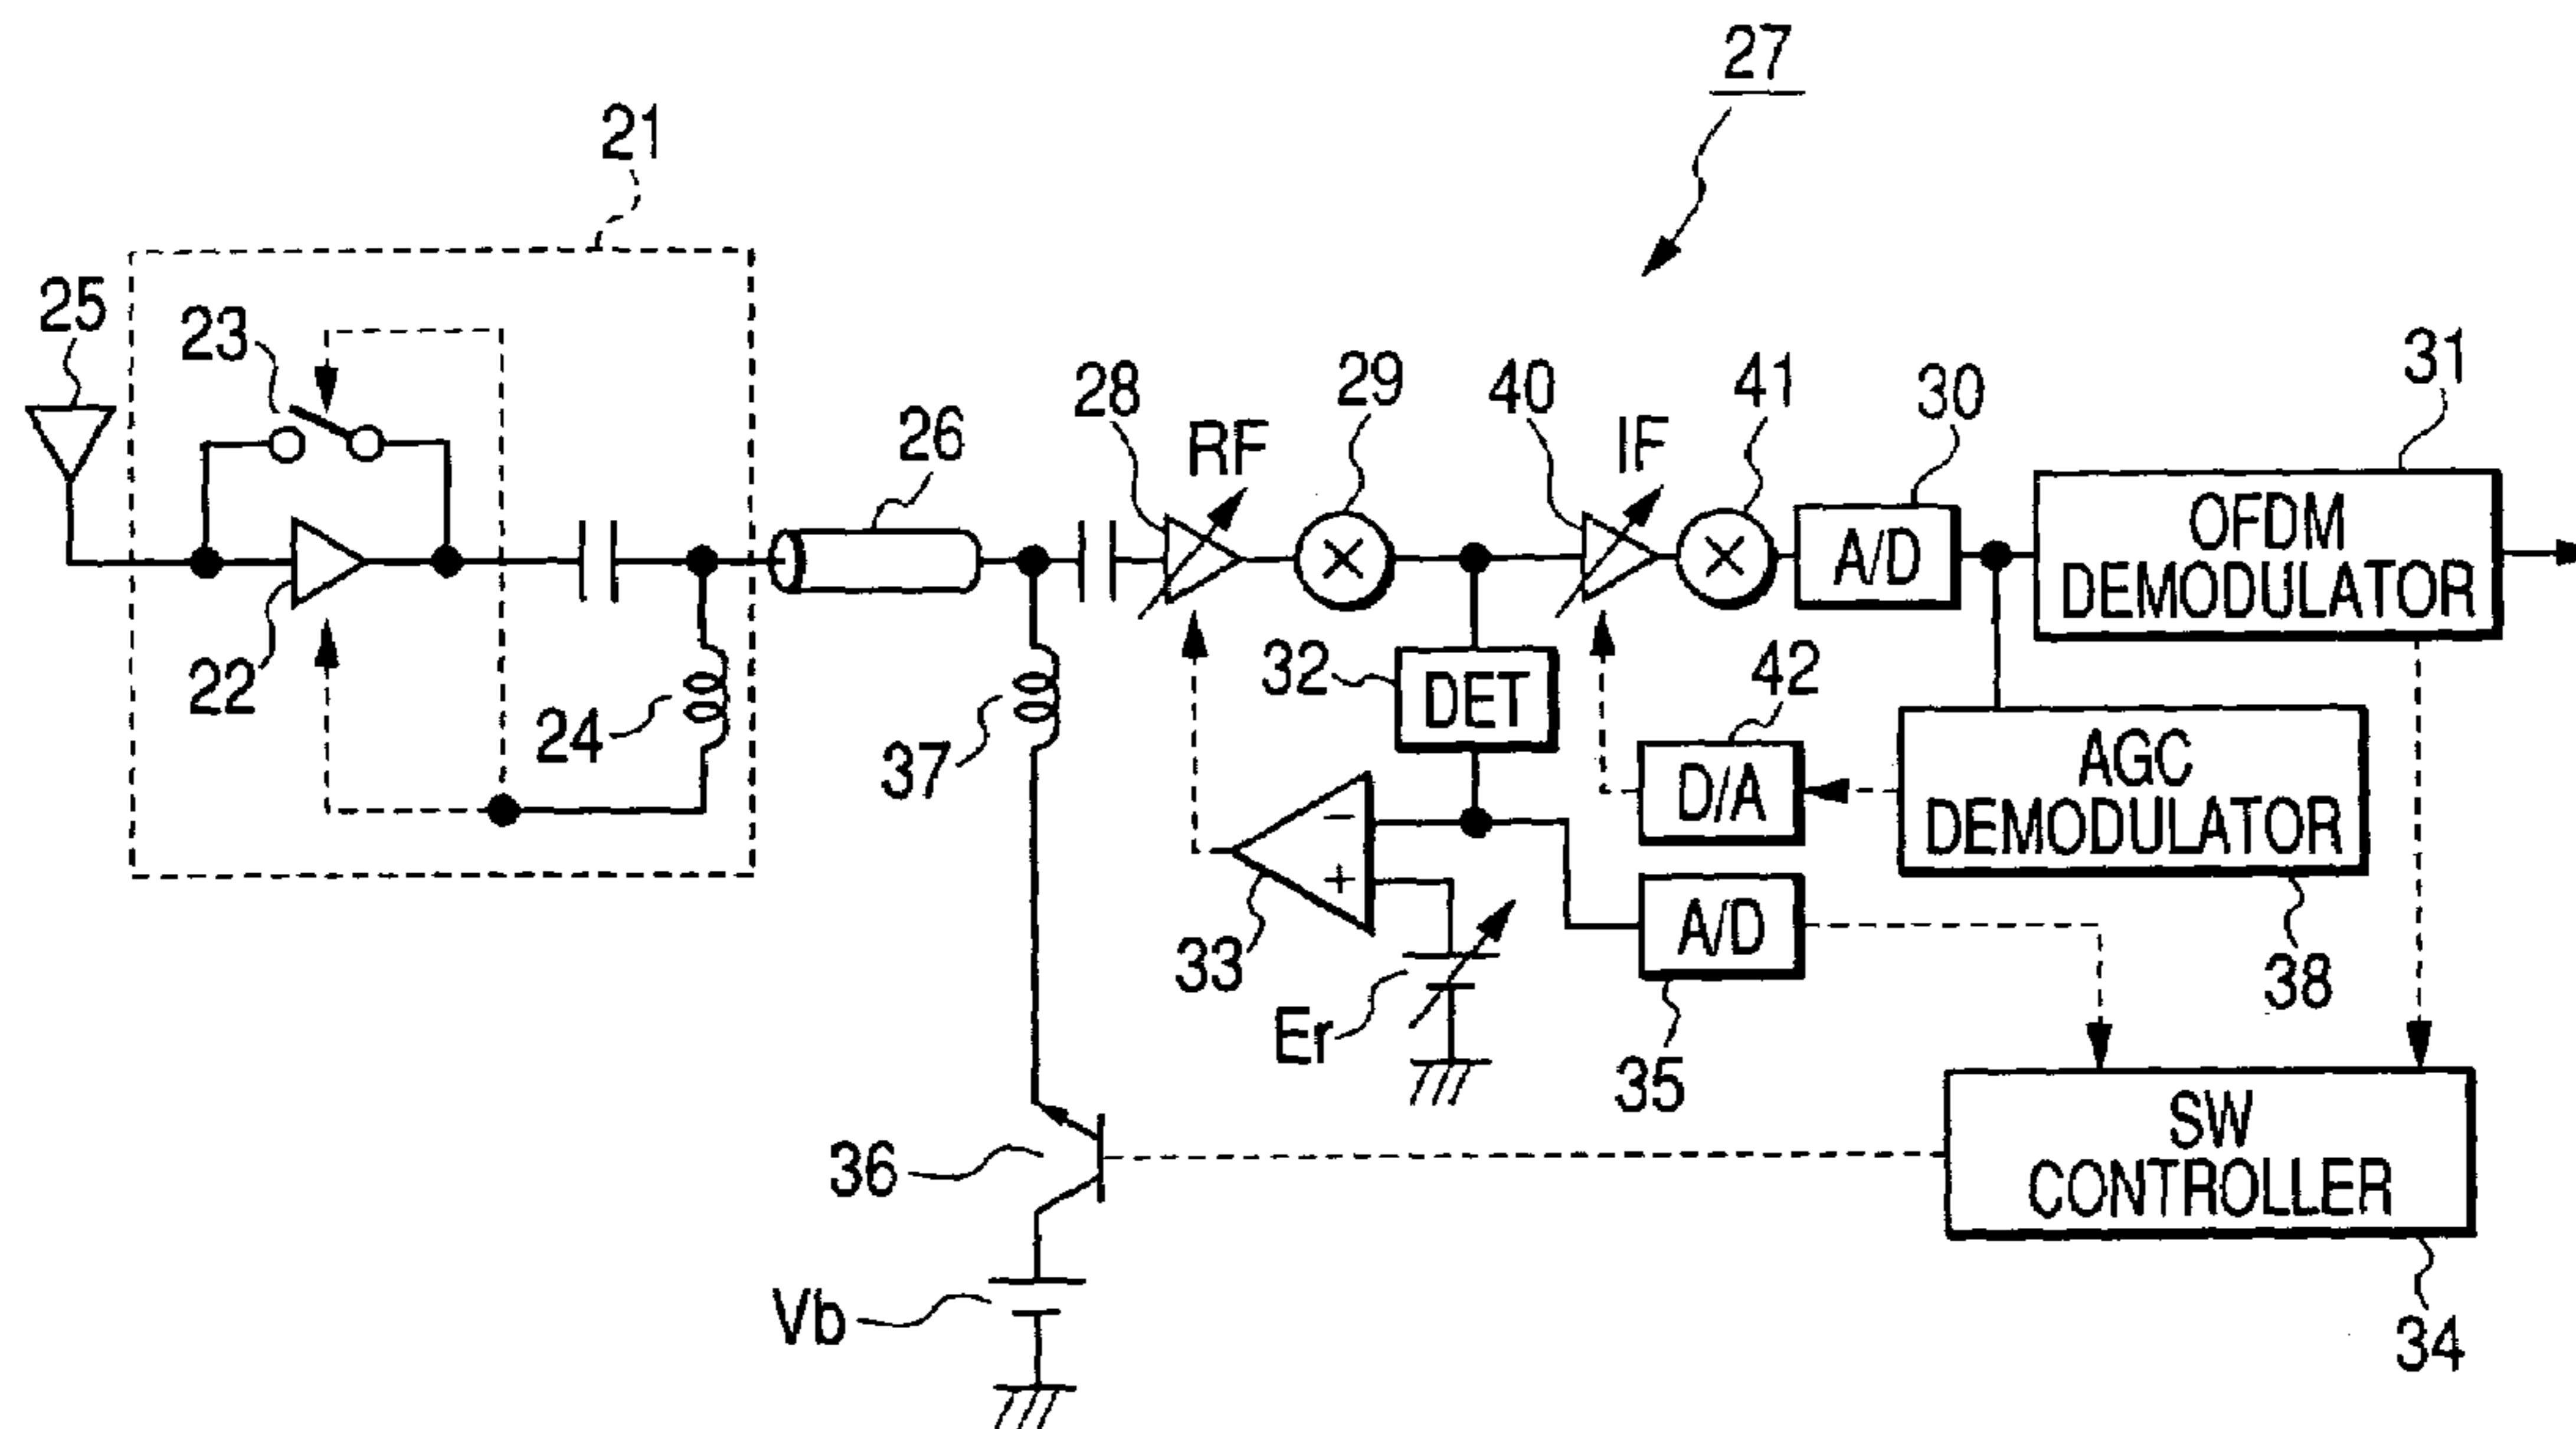 27
21
25
23
22
24
26
28
RF
29
40
IF
41
30
A/D
31
OFDM
DEMODULATOR
37
32
DET
42
D/A
AGC
DEMODULATOR
38
−
+
33
Er
A/D
35
36
SW
CONTROLLER
34
Vb